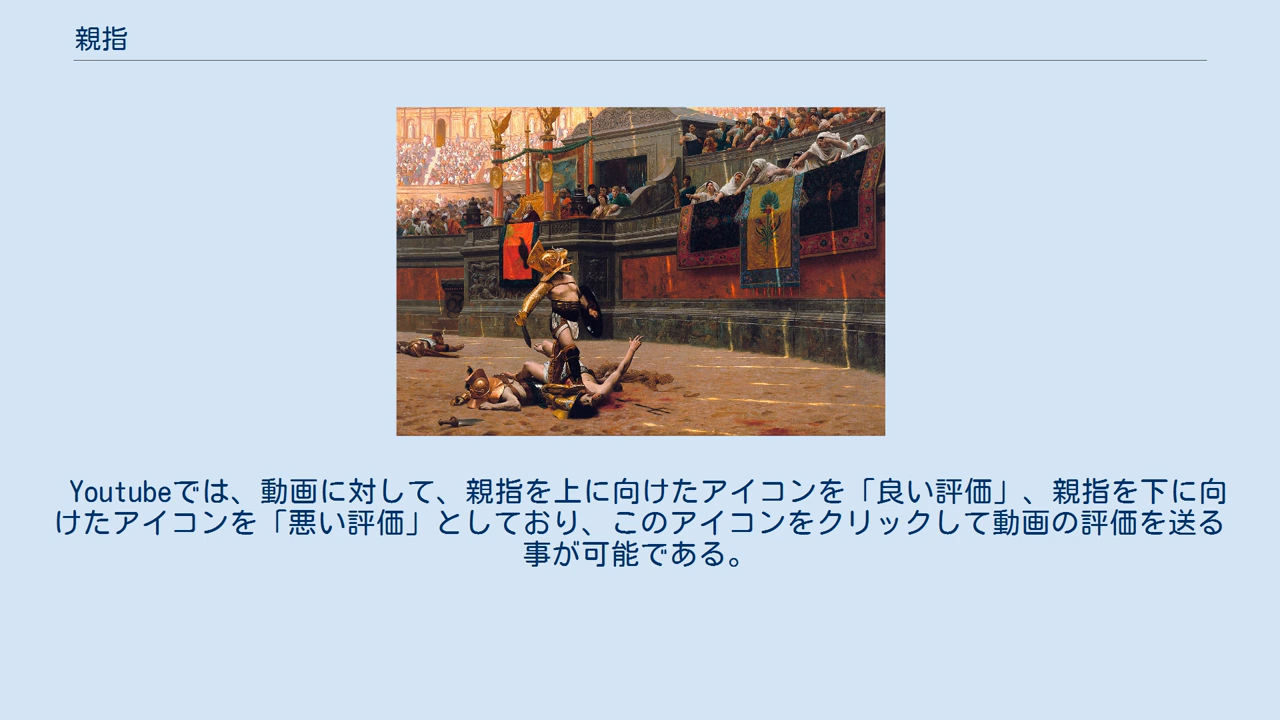 親指
Youtubeでは、動画に対して、親指を上に向けたアイコンを「良い評価」、親指を下に向
けたアイコンを「悪い評価」としており、このアイコンをクリックして動画の評価を送る
事が可能である。